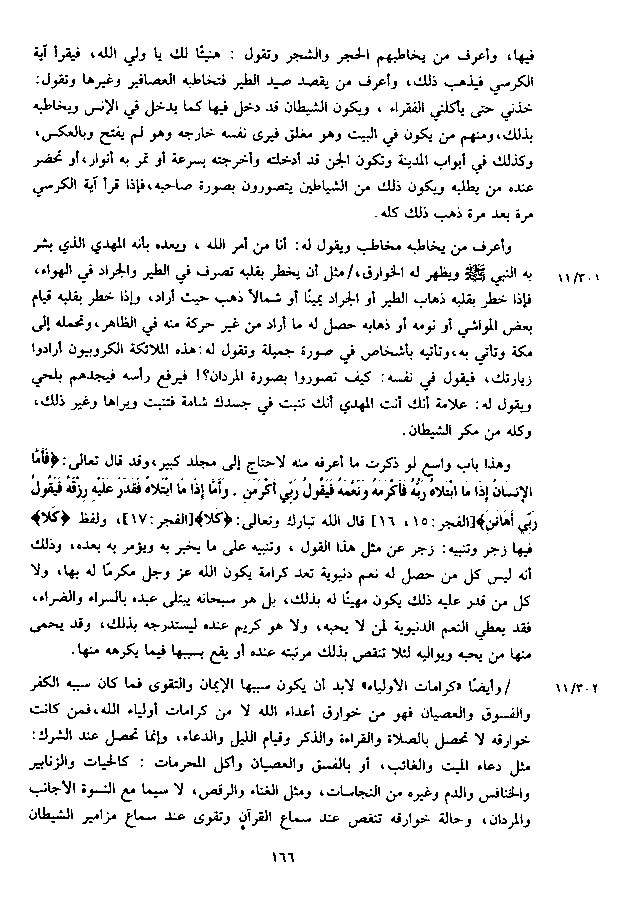 فيها، وأعرف من يخاطبهم الحجر والشجر وتقول : هنيئًا لك يا ولي الله، فيقرأ آية
الكرسي فيذهب ذلك، وأعرف من يقصد صيد الطير فتخاطبه العصافير وغيرها وتقول:
خذني حتى يأكلني الفقراء ، ويكون الشيطان قد دخل فيها كما يدخل في الإنس ويخاطبه
بذلك، ومنهم من يكون في البيت وهو مغلق فيرى نفسه خارجه وهو لم يفتح وبالعكس،
وكذلك في أبواب المدينة وتكون الجن قد أدخلته وأخرجته بسرعة أو تمر به أنوار، أو تحضر
عنده من يطلبه ويكون ذلك من الشياطين يتصورون بصورة صاحبه، فإذا قرأ آية الكرسي
مرة بعد مرة ذهب ذلك كله.
وأعرف من يخاطبه مخاطب ويقول له: أنا من أمر الله ، ويعده بأنه المهدي الذي بشر
١١/٣٠١ به النبي ﷺ ويظهر له الخوارق، /مثل أن يخطر بقلبه تصرف في الطير والجراد في الهواء،
فإذا خطر بقلبه ذهاب الطير أو الجراد يمينًا أو شمالاً ذهب حيث أراد، وإذا خطر بقلبه قيام
بعض المواشي أو نومه أو ذهابه حصل له ما أراد من غير حركة منه في الظاهر، وتحمله إلى
مكة وتأتي به، وتأتيه بأشخاص في صورة جميلة وتقول له: هذه الملائكة الكروبيون أرادوا
زيارتك، فيقول في نفسه: كيف تصوروا بصورة المردان؟! فيرفع رأسه فيجدهم بلحي
ويقول له: علامة أنك أنت المهدي أنك تنبت في جسدك شامة فتنبت ويراها وغير ذلك،
وكله من مكر الشيطان.
وهذا باب واسع لو ذكرت ما أعرفه منه لاحتاج إلى مجلد كبير، وقد قال تعالى: ﴿فَأَمَّا
الإِنسَانُ إِذَا مَا ابْتَلَاهُ رَبُّهُ فَأَكْرَمَهُ وَنَعَّمَهُ فَيَقُولُ رَبِّي أَكْرَمَنِ . وَأَمَّا إِذَا مَا ابْتَلَاهُ فَقَدَرَ عَلَيْهِ رِزْقَهُ فَيَقُولُ
رَبِّي أَهَانَنِ﴾[الفجر: ١٥، ١٦] قال الله تبارك وتعالى: ﴿كَلا﴾[الفجر:١٧]، ولفظ ﴿كَلا﴾
فيها زجر وتنبيه: زجر عن مثل هذا القول ، وتنبيه على ما يخبر به ويؤمر به بعده، وذلك
أنه ليس كل من حصل له نعم دنيوية تعد كرامة يكون الله عز وجل مكرمًا له بها، ولا
كل من قدر عليه ذلك يكون مهينًا له بذلك، بل هو سبحانه يبتلى عبده بالسراء والضراء،
فقد يعطي النعم الدنيوية لمن لا يحبه، ولا هو كريم عنده ليستدرجه بذلك، وقد يحمى
منها من يحبه ويواليه لئلا تنقص بذلك مرتبته عنده أو يقع بسببها فيما يكرهه منها.
١١/٣٠٢ /وأيضًا «كرامات الأولياء» لابد أن يكون سببها الإيمان والتقوى فما كان سببه الكفر
والفسوق والعصيان فهو من خوارق أعداء الله لا من كرامات أولياء الله، فمن كانت
خوارقه لا تحصل بالصلاة والقراءة والذكر وقيام الليل والدعاء، وإنما تحصل عند الشرك:
مثل دعاء الميت والغائب، أو بالفسق والعصيان وأكل المحرمات : كالحيات والزنابير
والخنافس والدم وغيره من النجاسات، ومثل الغناء والرقص، لا سيما مع النسوة الأجانب
والمردان، وحالة خوارقه تنقص عند سماع القرآن وتقوى عند سماع مزامير الشيطان
١٦٦